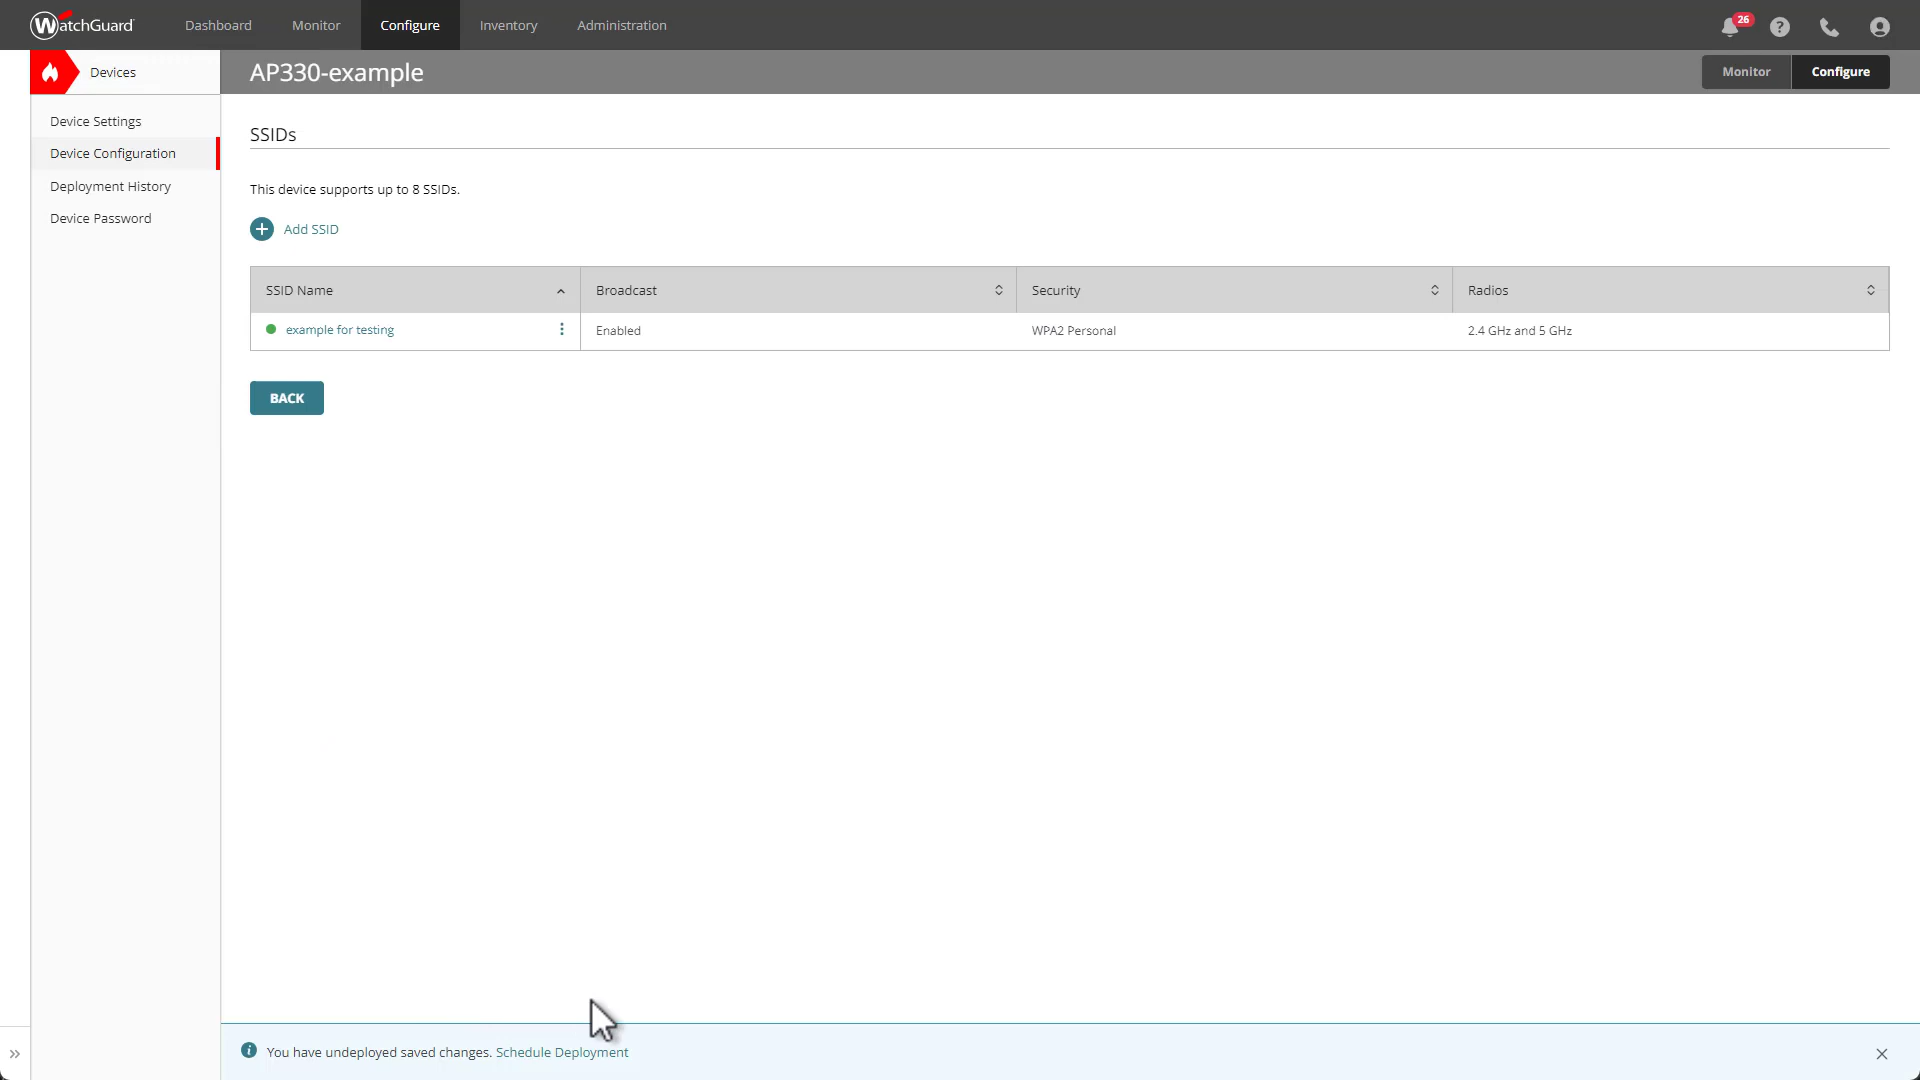 WatchGuard
Dashboard
Monitor
Configure
Inventory
Administration
26
Devices
AP330-example
Monitor
Configure
Device Settings
Device Configuration
Deployment History
Device Password
SSIDs
This device supports up to 8 SSIDs.
Add SSID
SSID Name
Broadcast
Security
Radios
example for testing
Enabled
WPA2 Personal
2.4 GHz and 5 GHz
BACK
You have undeployed saved changes. Schedule Deployment